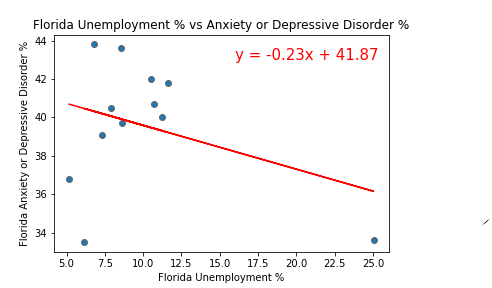 Florida Unemployment % vs Anxiety or Depressive Disorder %
y = -0.23x + 41.87
Florida Anxiety or Depressive Disorder %
44
42
40
38
36
34
5.0 7.5 10.0 12.5 15.0 17.5 20.0 22.5 25.0
Florida Unemployment %